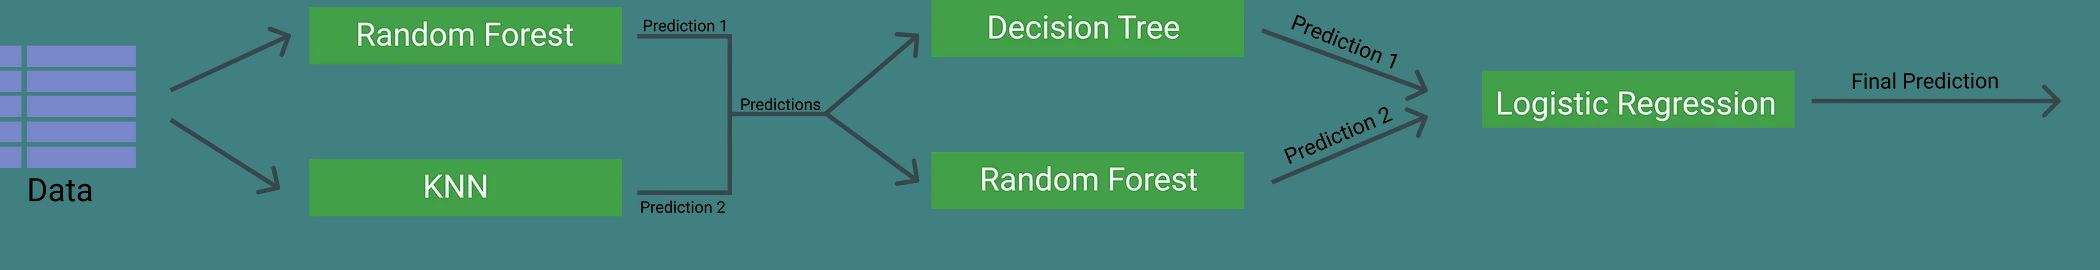 Data
Random Forest
KNN
Prediction 1
Prediction 2
Predictions
Decision Tree
Random Forest
Prediction 1
Prediction 2
Logistic Regression
Final Prediction